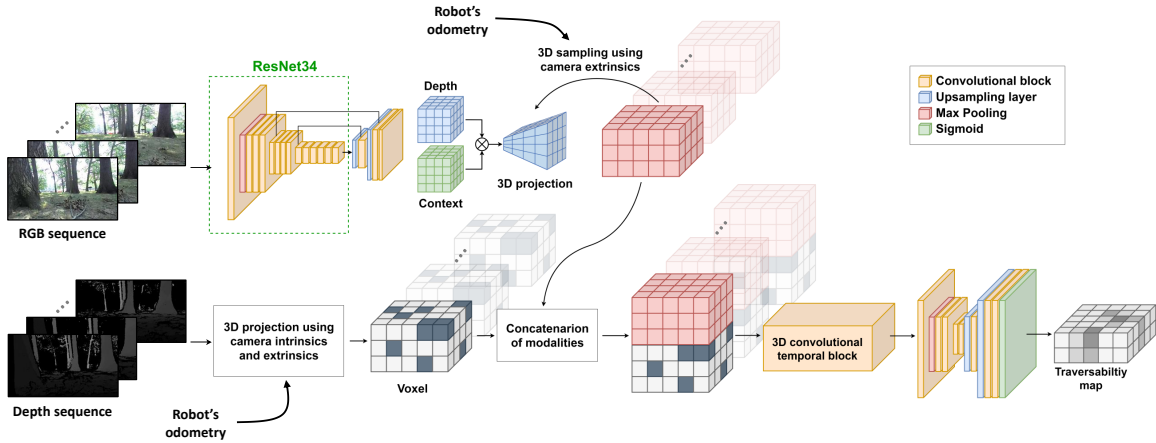 Robot's
odometry
3D sampling using
camera extrinsics
ResNet34
Depth
Context
3D projection
RGB sequence
Convolutional block
Upsampling layer
Max Pooling
Sigmoid
3D projection using
camera intrinsics
and extrinsics
Voxel
Concatenarion
of modalities
3D convolutional
temporal block
Traversabiltiy
map
Depth sequence
Robot's
odometry